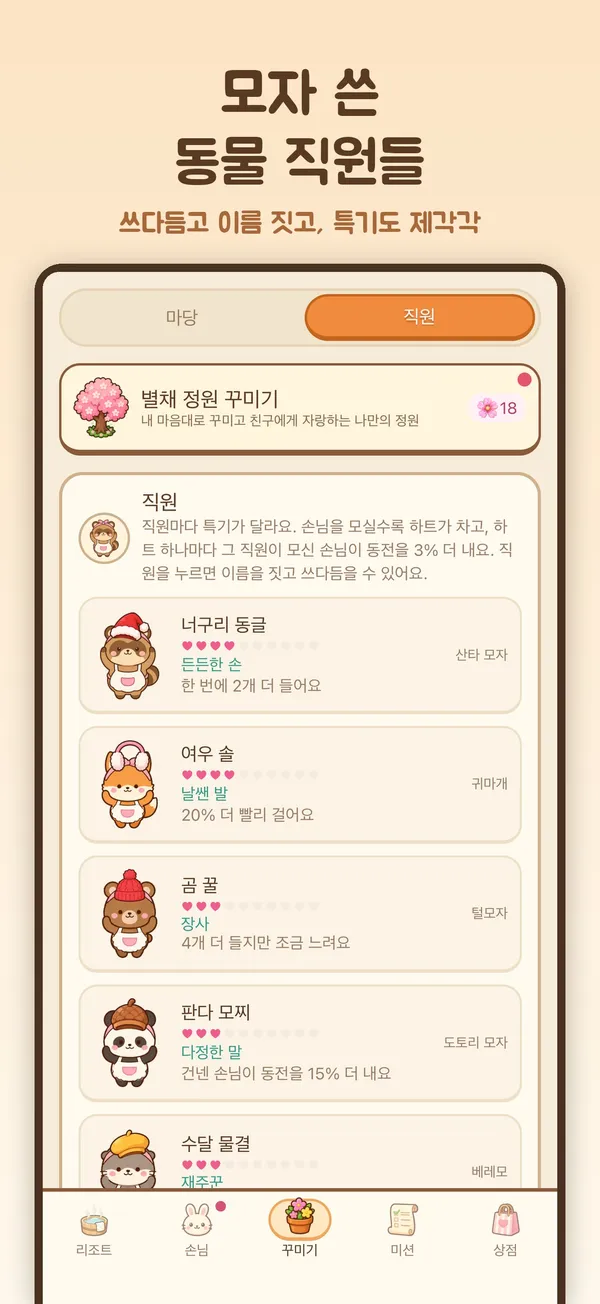 모자 쓴
동물 직원들
쓰다듬고 이름 짓고, 특기도 제각각
마당
직원
별채 정원 꾸미기
내 마음대로 꾸미고 친구에게 자랑하는 나만의 정원
18
직원
직원마다 특기가 달라요. 손님을 모실수록 하트가 차고, 하
트 하나마다 그 직원이 모신 손님이 동전을 3% 더 내요. 직
원을 누르면 이름을 짓고 쓰다듬을 수 있어요.
너구리 동글
든든한 손
한 번에 2개 더 들어요
산타 모자
여우 솔
날쌘 발
20% 더 빨리 걸어요
귀마개
곰 꿀
장사
4개 더 들지만 조금 느려요
털모자
판다 모찌
다정한 말
건넨 손님이 동전을 15% 더 내요
도토리 모자
수달 물결
재주꾼
베레모
리조트
손님
꾸미기
미션
상점